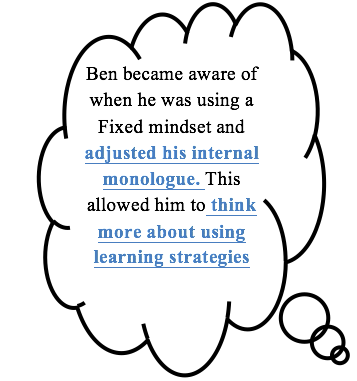 Ben became aware of
when he was using a
Fixed mindset and
adjusted his internal
monologue. This
allowed him to think
more about using
learning strategies